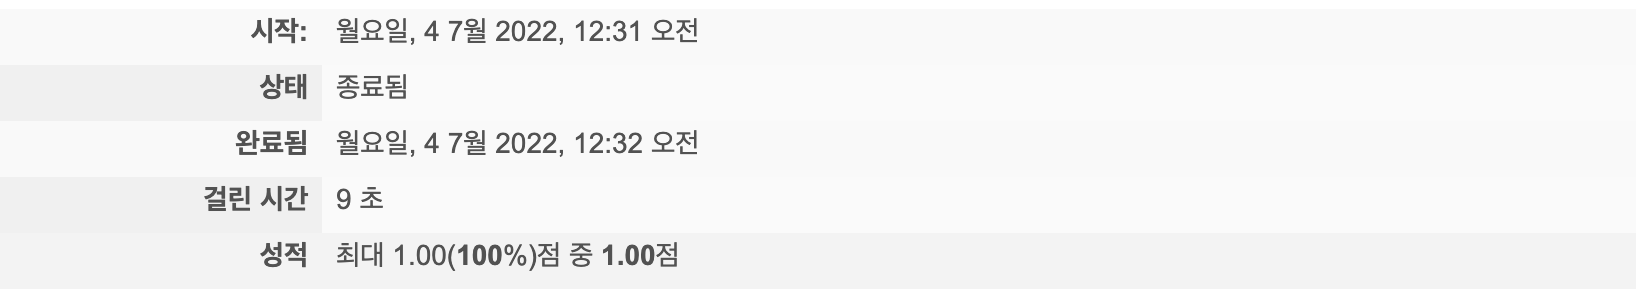 시작: 월요일, 4 7월 2022, 12:31 오전
상태 종료됨
완료됨 월요일, 4 7월 2022, 12:32 오전
걸린 시간 9 초
성적 최대 1.00(100%)점 중 1.00점